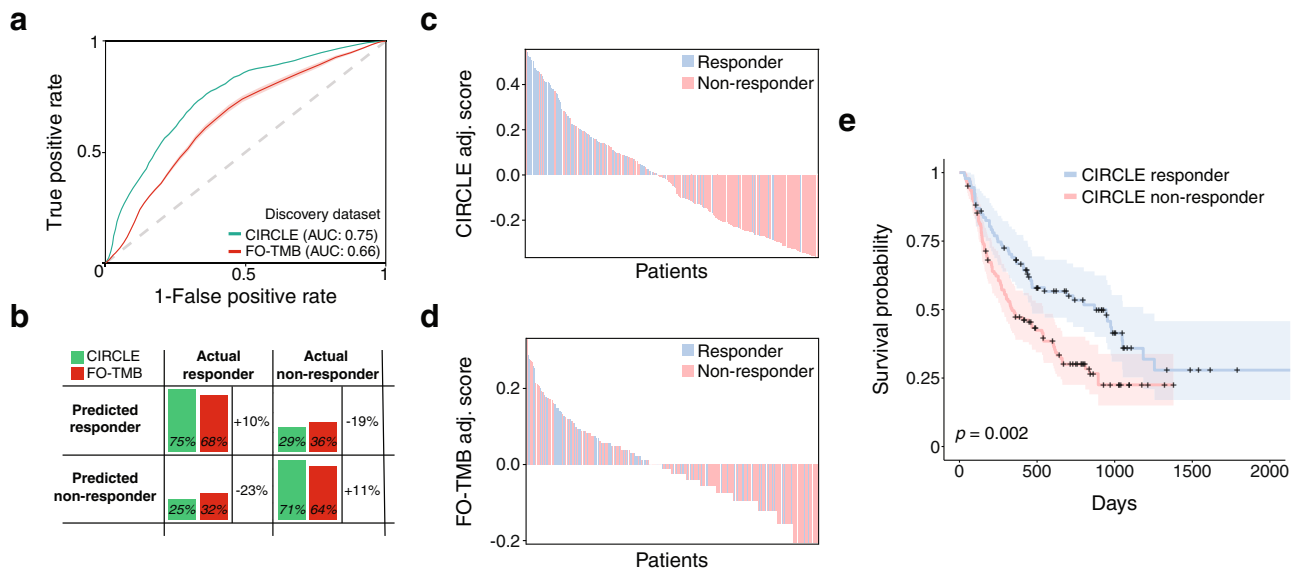 a
True positive rate
1
0.5
0
0.5
1
1-False positive rate
Discovery dataset
CIRCLE (AUC: 0.75)
FO-TMB (AUC: 0.66)
b
CIRCLE
FO-TMB
Actual responder
Actual non-responder
Predicted responder
75%
68%
+10%
29%
36%
-19%
Predicted non-responder
25%
32%
-23%
71%
64%
+11%
c
CIRCLE adj. score
0.4
0.2
0.0
-0.2
Responder
Non-responder
Patients
d
FO-TMB adj. score
0.2
0.0
-0.2
Responder
Non-responder
Patients
e
Survival probability
1
0.75
0.5
0.25
0
CIRCLE responder
CIRCLE non-responder
p = 0.002
0
500
1000
1500
2000
Days